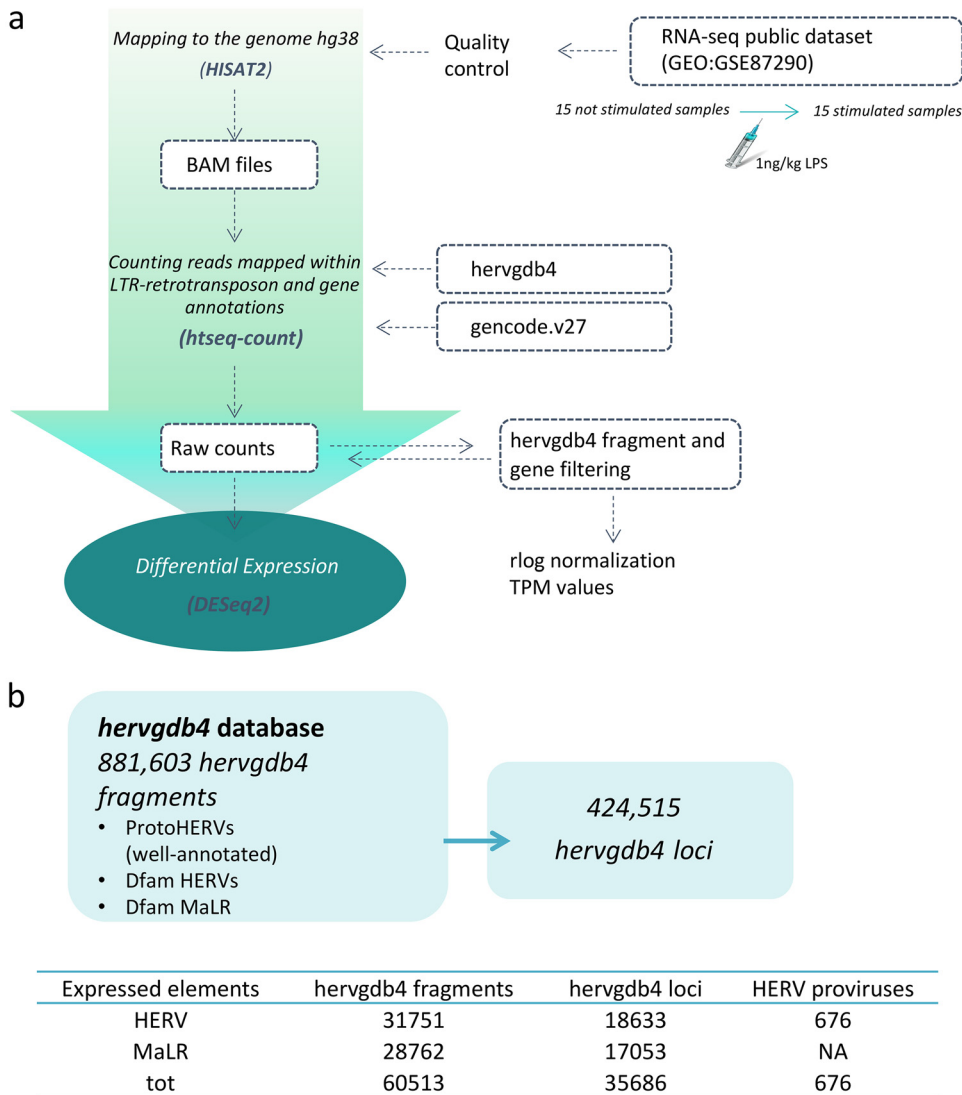 a
Mapping to the genome hg38
(HISAT2)
Quality
control
RNA-seq public dataset
(GEO:GSE87290)
15 not stimulated samples
15 stimulated samples
1ng/kg LPS
BAM files
Counting reads mapped within
LTR-retrotransposon and gene
annotations
(htseq-count)
hervgdb4
gencode.v27
Raw counts
hervgdb4 fragment and
gene filtering
rlog normalization
TPM values
Differential Expression
(DESeq2)
b
hervgdb4 database
881,603 hervgdb4
fragments
• ProtoHERVs
(well-annotated)
• Dfam HERVs
• Dfam MaLR
424,515
hervgdb4 loci
Expressed elements hervgdb4 fragments hervgdb4 loci HERV proviruses
HERV 31751 18633 676
MaLR 28762 17053 NA
tot 60513 35686 676